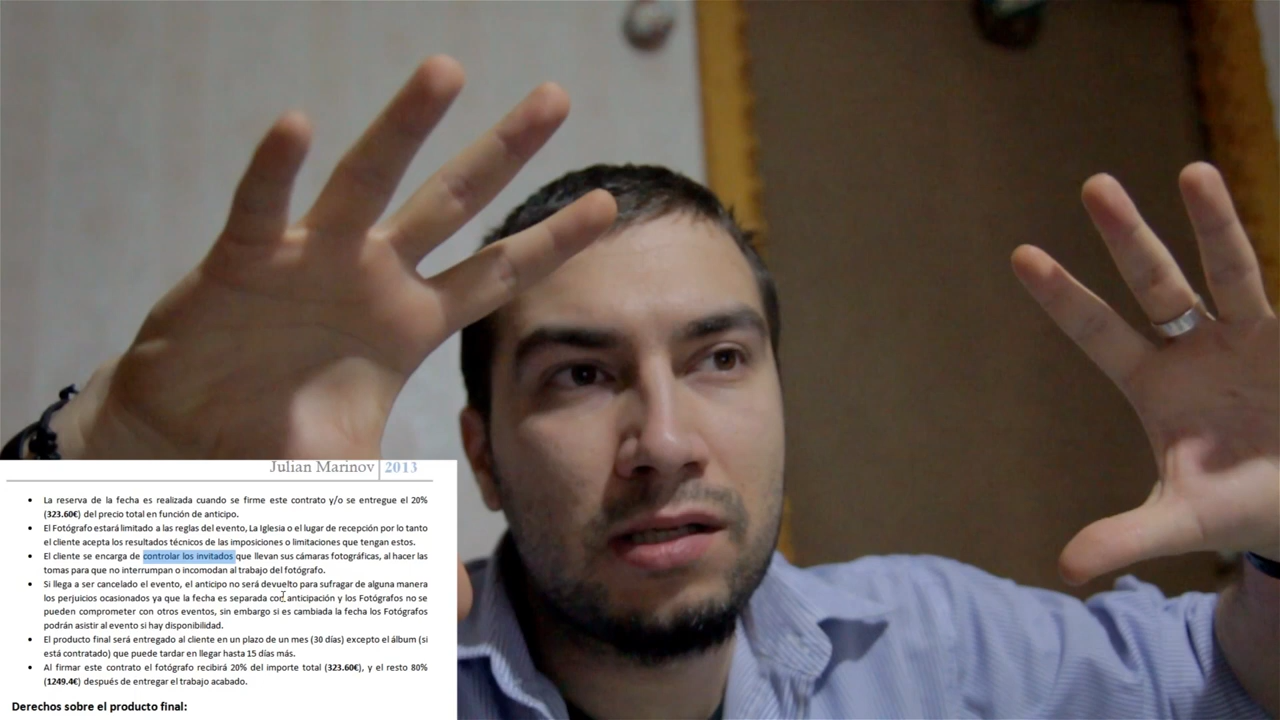 Julian Marinov 2013
La reserva de la fecha es realizada cuando se firme este contrato y/o se entregue el 20%
(323.60€) del precio total en función de anticipo.
El Fotógrafo estará limitado a las reglas del evento, La Iglesia o el lugar de recepción por lo tanto
el cliente acepta los resultados técnicos de las imposiciones o limitaciones que tengan estos.
El cliente se encarga de controlar los invitados que llevan sus cámaras fotográficas, al hacer las
tomas para que no interrumpan o incomodan al trabajo del fotógrafo.
Si llega a ser cancelado el evento, el anticipo no será devuelto para sufragar de alguna manera
los perjuicios ocasionados ya que la fecha es separada con anticipación y los Fotógrafos no se
pueden comprometer con otros eventos, sin embargo si es cambiada la fecha los Fotógrafos
podrán asistir al evento si hay disponibilidad.
El producto final será entregado al cliente en un plazo de un mes (30 días) excepto el álbum (si
está contratado) que puede tardar en llegar hasta 15 días más.
Al firmar este contrato el fotógrafo recibirá 20% del importe total (323.60€), y el resto 80%
(1249.4€) después de entregar el trabajo acabado.
Derechos sobre el producto final: